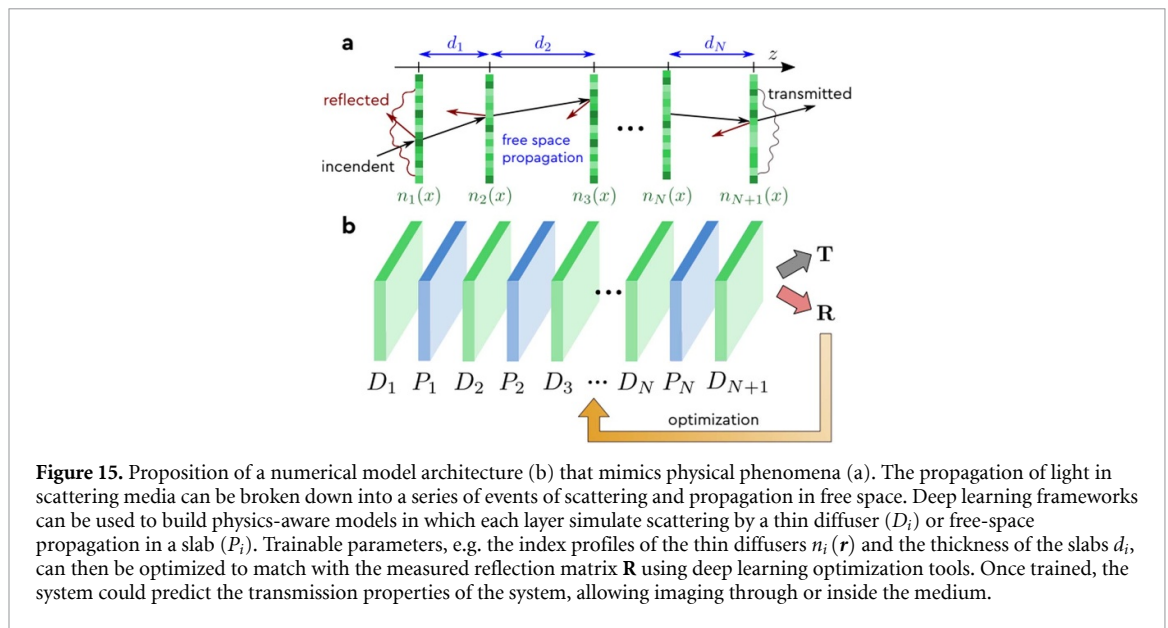 a
d₁ d₂ d_N z
reflected
transmitted
free space
propagation
incendent
n₁(x) n₂(x) n₃(x) n_N(x) n_{N+1}(x)
b
T
R
D₁ P₁ D₂ P₂ D₃ ... D_N P_N D_{N+1}
optimization
Figure 15. Proposition of a numerical model architecture (b) that mimics physical phenomena (a). The propagation of light in
scattering media can be broken down into a series of events of scattering and propagation in free space. Deep learning frameworks
can be used to build physics-aware models in which each layer simulate scattering by a thin diffuser (Dᵢ) or free-space
propagation in a slab (Pᵢ). Trainable parameters, e.g. the index profiles of the thin diffusers nᵢ(r) and the thickness of the slabs dᵢ,
can then be optimized to match with the measured reflection matrix R using deep learning optimization tools. Once trained, the
system could predict the transmission properties of the system, allowing imaging through or inside the medium.